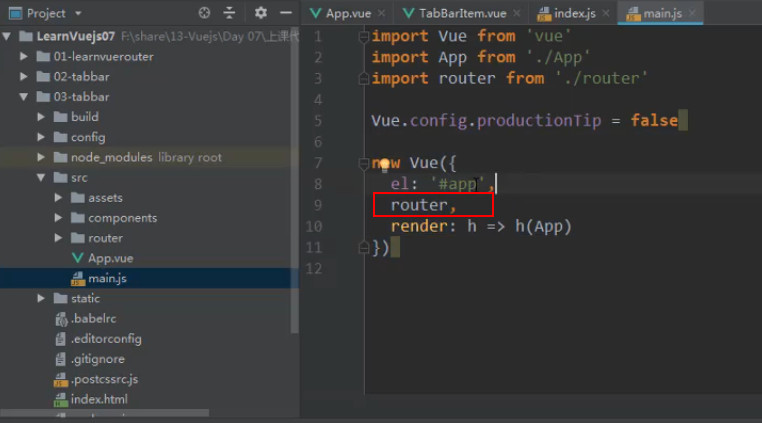 Project
App.vue
TabBarItem.vue
index.js
main.js
LearnVuejs07 F:\share\13-Vuejs\Day 07\上课代
01-learnvuerouter
02-tabbar
03-tabbar
build
config
node_modules library root
src
assets
components
router
App.vue
main.js
static
.babelrc
.editorconfig
.gitignore
.postcssrc.js
index.html
1 import Vue from 'vue'
2 import App from './App'
3 import router from './router'
4
5 Vue.config.productionTip = false
6
7 new Vue({
8 el: '#app',
9 router,
10 render: h => h(App)
11 })
12